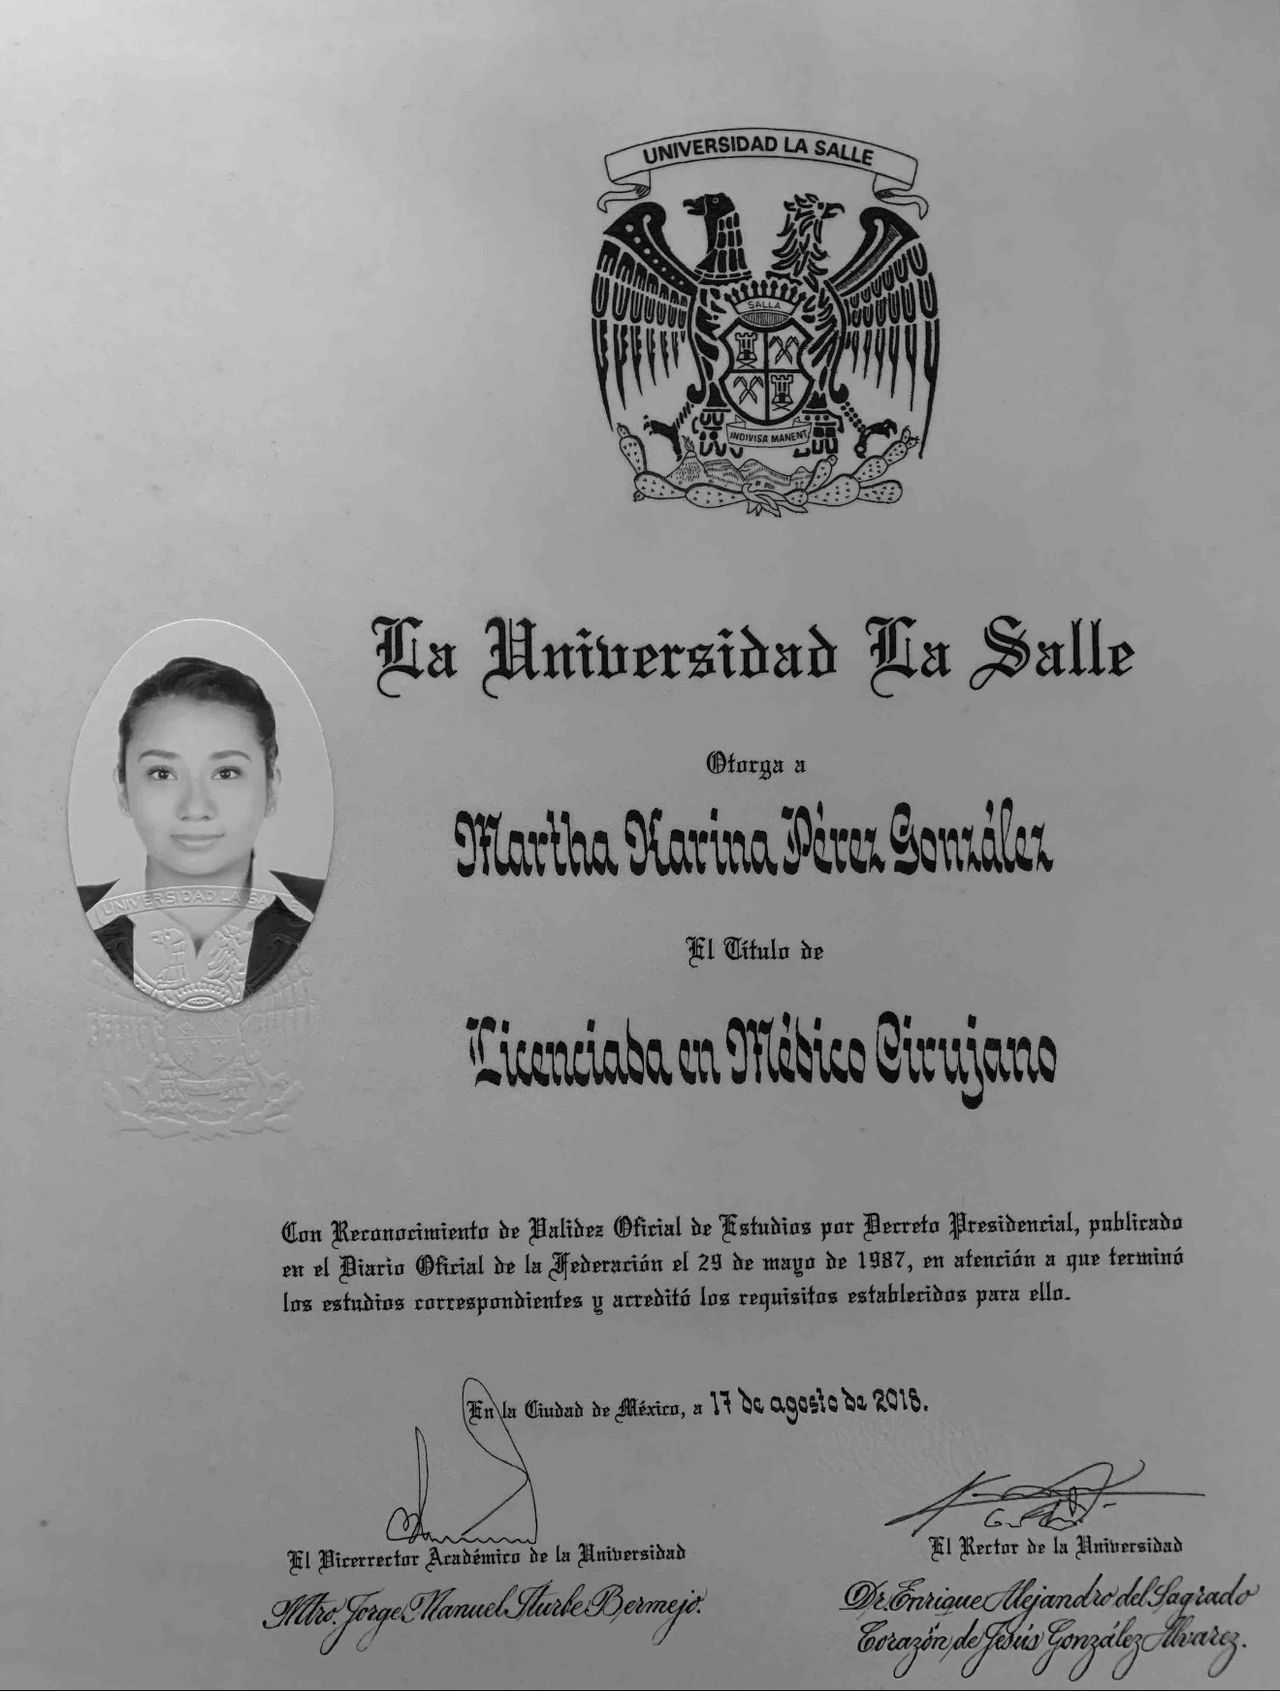 UNIVERSIDAD LA SALLE
SALLA
INDIVISA MANENT
La Universidad La Salle
Otorga a
Martha Karina Pérez González
El Título de
Licenciada en Médico Cirujano
UNIVERSIDAD LA SALLE
Con Reconocimiento de Validez Oficial de Estudios por Decreto Presidencial, publicado
en el Diario Oficial de la Federación el 29 de mayo de 1987, en atención a que terminó
los estudios correspondientes y acreditó los requisitos establecidos para ello.
En la Ciudad de México, a 17 de agosto de 2018.
El Vicerrector Académico de la Universidad
Mtro. Jorge Manuel Iturbe Bermejo.
El Rector de la Universidad
Dr. Enrique Alejandro del Sagrado
Corazón de Jesús González Alvarez.